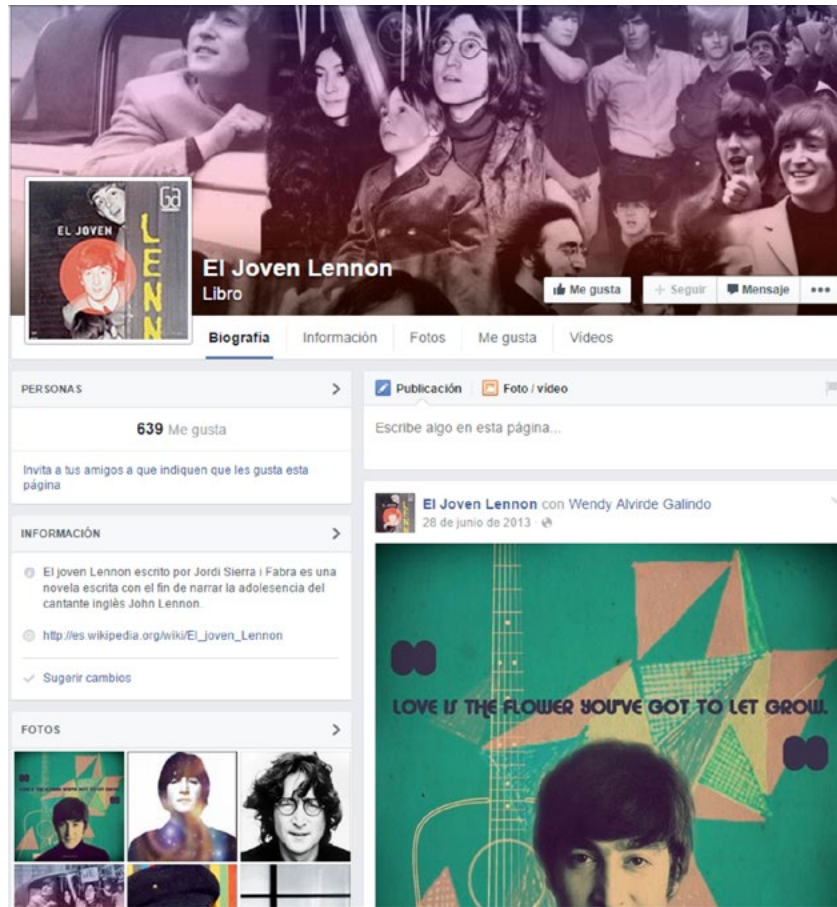 EL JOVEN
LENN
El Joven Lennon
Libro
Me gusta
+ Seguir
Mensaje
Biografía
Información
Fotos
Me gusta
Vídeos
PERSONAS
639 Me gusta
Invita a tus amigos a que indiquen que les gusta esta
página
INFORMACIÓN
El joven Lennon escrito por Jordi Sierra i Fabra es una
novela escrita con el fin de narrar la adolesencia del
cantante inglès John Lennon.
http://es.wikipedia.org/wiki/El_joven_Lennon
Sugerir cambios
FOTOS
Publicación
Foto / vídeo
Escribe algo en esta página...
El Joven Lennon con Wendy Alvirde Galindo
28 de junio de 2013
LOVE IS THE FLOWER YOU'VE GOT TO LET GROW.